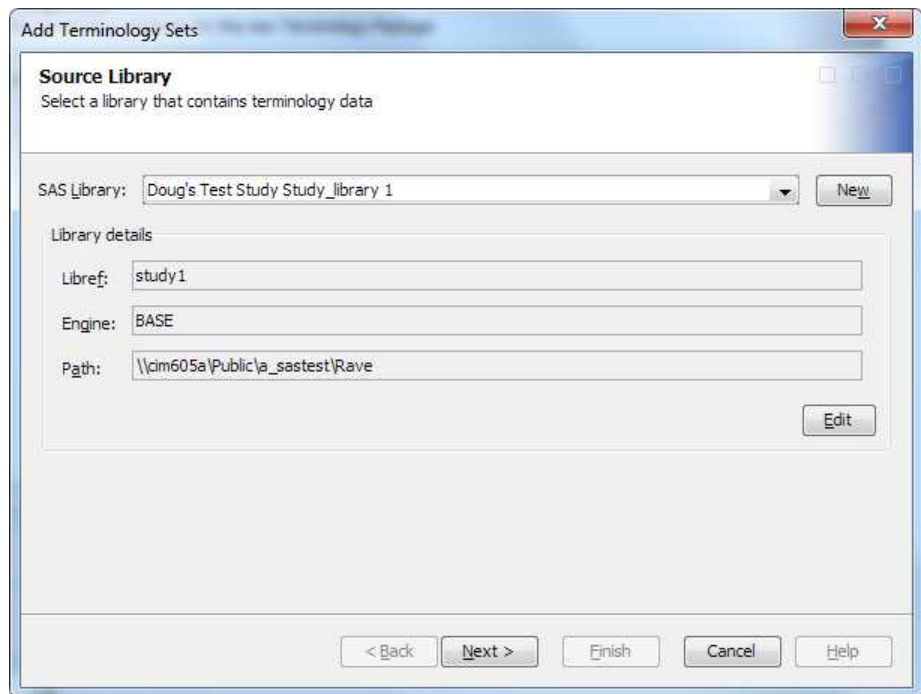 Add Terminology Sets
Source Library
Select a library that contains terminology data
SAS Library: Doug's Test Study Study_library 1 New
Library details
Libref: study1
Engine: BASE
Path: \\cim605a\Public\a_sastest\Rave
Edit
< Back Next > Finish Cancel Help